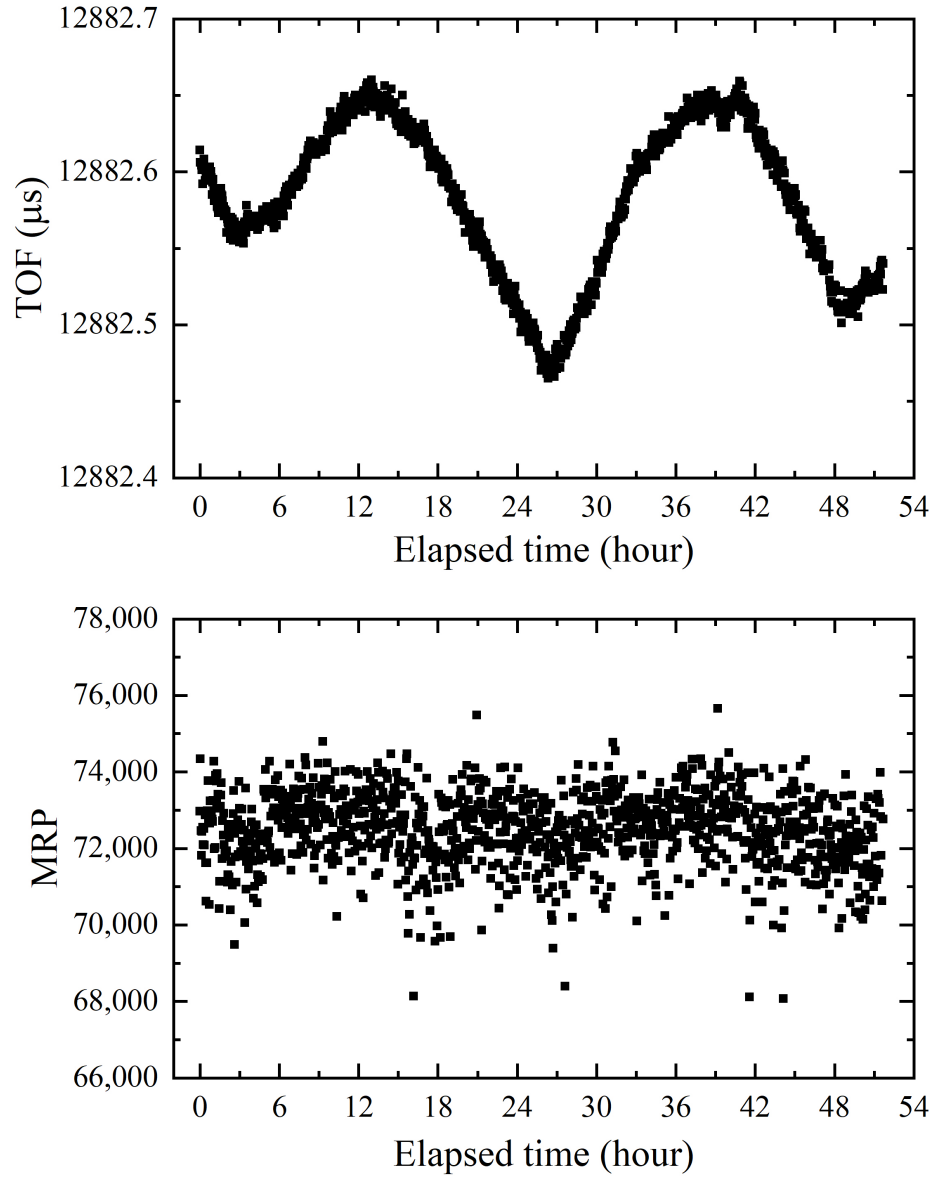 12882.7
12882.6
12882.5
12882.4
TOF (μs)
0 6 12 18 24 30 36 42 48 54
Elapsed time (hour)
78,000
76,000
74,000
72,000
70,000
68,000
66,000
MRP
0 6 12 18 24 30 36 42 48 54
Elapsed time (hour)